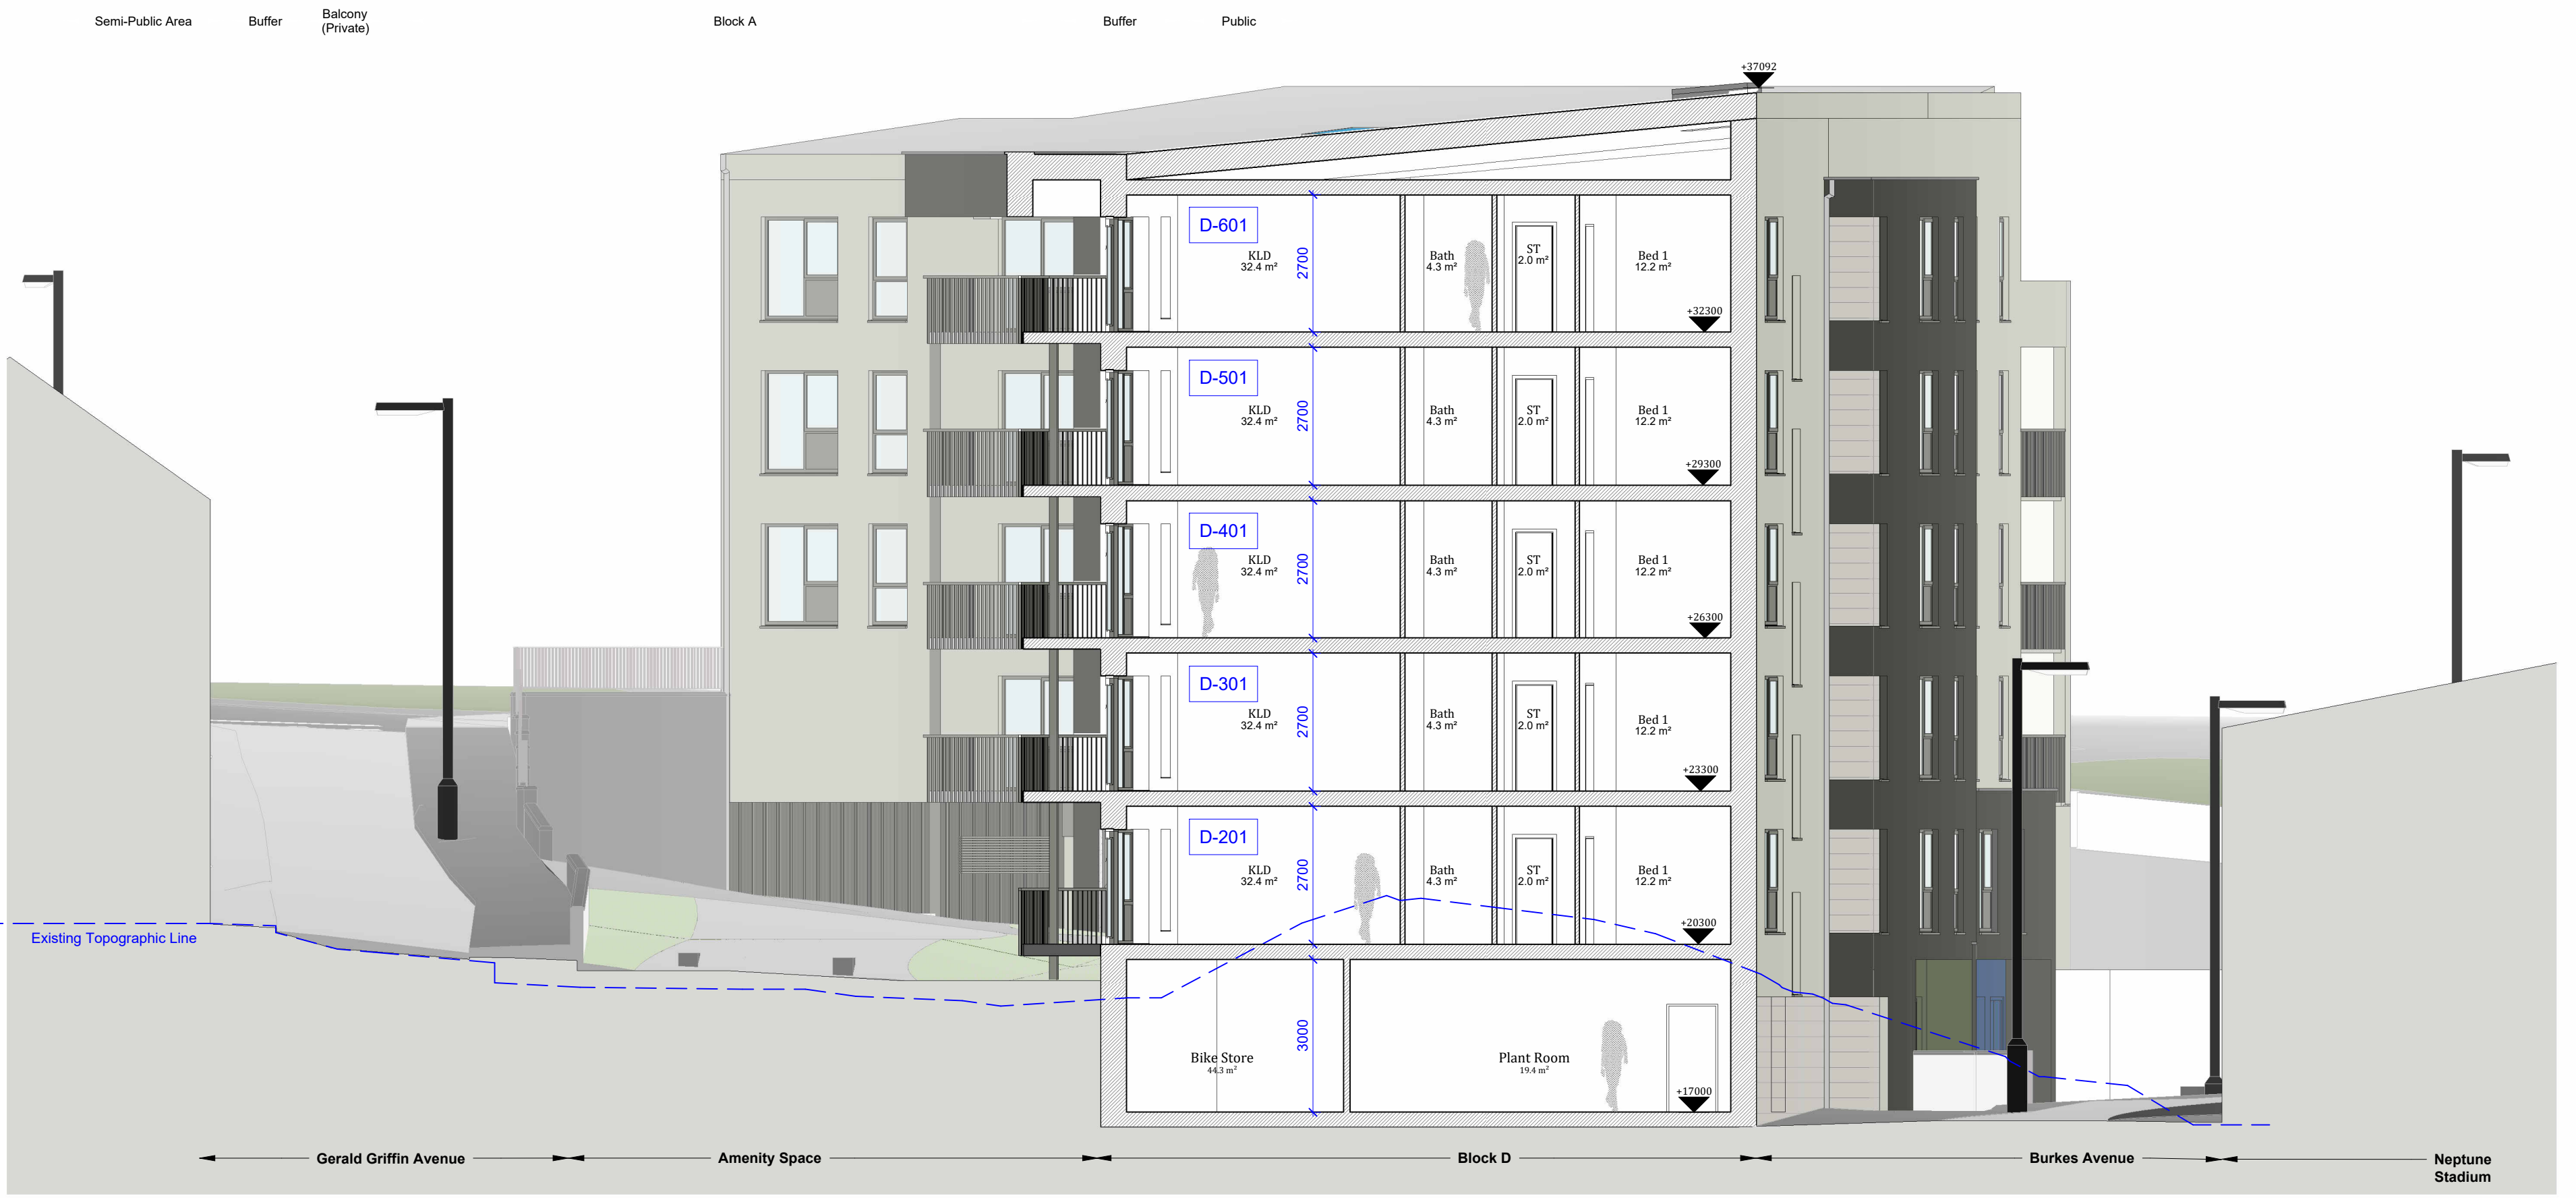 Semi-Public Area
Buffer
Balcony
(Private)
Block A
Buffer
Public
+37092
D-601
KLD
32.4 m²
2700
Bath
4.3 m²
ST
2.0 m²
Bed 1
12.2 m²
+32300
D-501
KLD
32.4 m²
2700
Bath
4.3 m²
ST
2.0 m²
Bed 1
12.2 m²
+29300
D-401
KLD
32.4 m²
2700
Bath
4.3 m²
ST
2.0 m²
Bed 1
12.2 m²
+26300
D-301
KLD
32.4 m²
2700
Bath
4.3 m²
ST
2.0 m²
Bed 1
12.2 m²
+23300
D-201
KLD
32.4 m²
2700
Bath
4.3 m²
ST
2.0 m²
Bed 1
12.2 m²
+20300
Existing Topographic Line
Bike Store
44.3 m²
3000
Plant Room
19.4 m²
+17000
Gerald Griffin Avenue
Amenity Space
Block D
Burkes Avenue
Neptune
Stadium